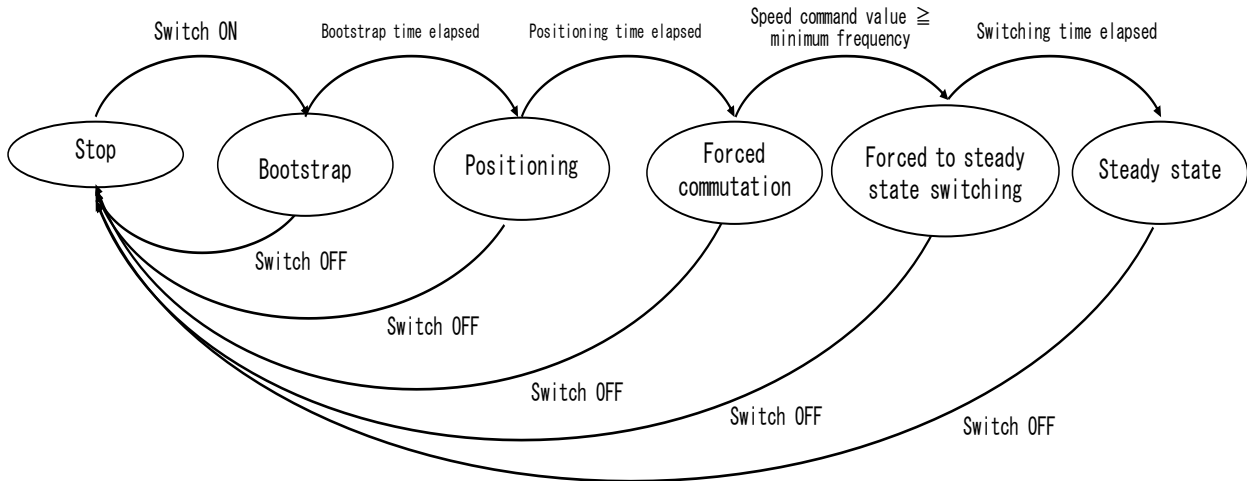 Switch ON
Bootstrap time elapsed
Positioning time elapsed
Speed command value ≧
minimum frequency
Switching time elapsed
Stop
Bootstrap
Positioning
Forced
commutation
Forced to steady
state switching
Steady state
Switch OFF
Switch OFF
Switch OFF
Switch OFF
Switch OFF